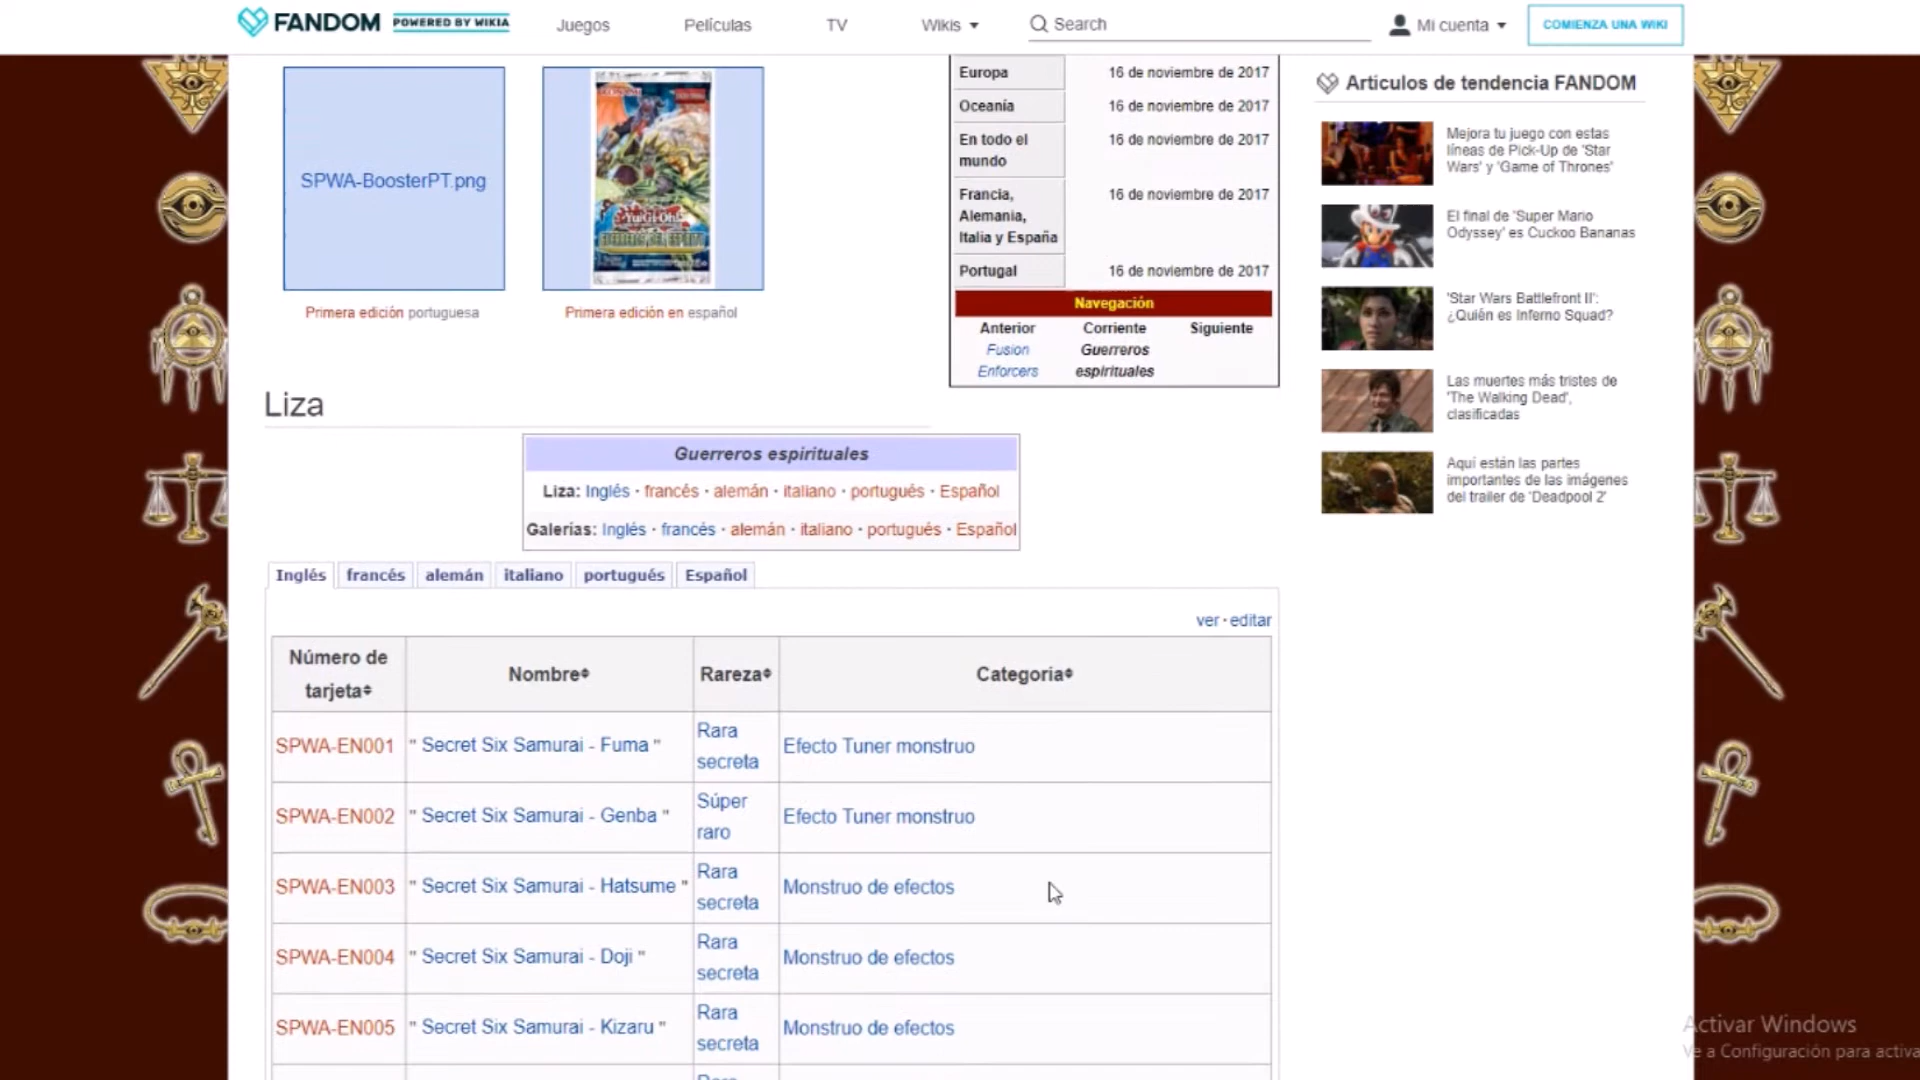 FANDOM POWERED BY WIKIA Juegos Películas TV Wikis Search Mi cuenta COMIENZA UNA WIKI
SPWA-BoosterPT.png
Yu-Gi-Oh!
Primera edición portuguesa
Primera edición en español
Europa 16 de noviembre de 2017
Oceanía 16 de noviembre de 2017
En todo el 16 de noviembre de 2017
mundo
Francia, 16 de noviembre de 2017
Alemania,
Italia y España
Portugal 16 de noviembre de 2017
Navegación
Anterior Corriente Siguiente
Fusion Guerreros
Enforcers espirituales
Artículos de tendencia FANDOM
Mejora tu juego con estas
líneas de Pick-Up de 'Star
Wars' y 'Game of Thrones'
El final de 'Super Mario
Odyssey' es Cuckoo Bananas
'Star Wars Battlefront II':
¿Quién es Inferno Squad?
Las muertes más tristes de
'The Walking Dead',
clasificadas
Aquí están las partes
importantes de las imágenes
del trailer de 'Deadpool 2'
Liza
Guerreros espirituales
Liza: Inglés · francés · alemán · italiano · portugués · Español
Galerías: Inglés · francés · alemán · italiano · portugués · Español
Inglés francés alemán italiano portugués Español
ver · editar
Número de
tarjeta Nombre Rareza Categoría
SPWA-EN001 " Secret Six Samurai - Fuma " Rara
secreta Efecto Tuner monstruo
SPWA-EN002 " Secret Six Samurai - Genba " Súper
raro Efecto Tuner monstruo
SPWA-EN003 " Secret Six Samurai - Hatsume " Rara
secreta Monstruo de efectos
SPWA-EN004 " Secret Six Samurai - Doji " Rara
secreta Monstruo de efectos
SPWA-EN005 " Secret Six Samurai - Kizaru " Rara
secreta Monstruo de efectos
Activar Windows
Ve a Configuración para activa